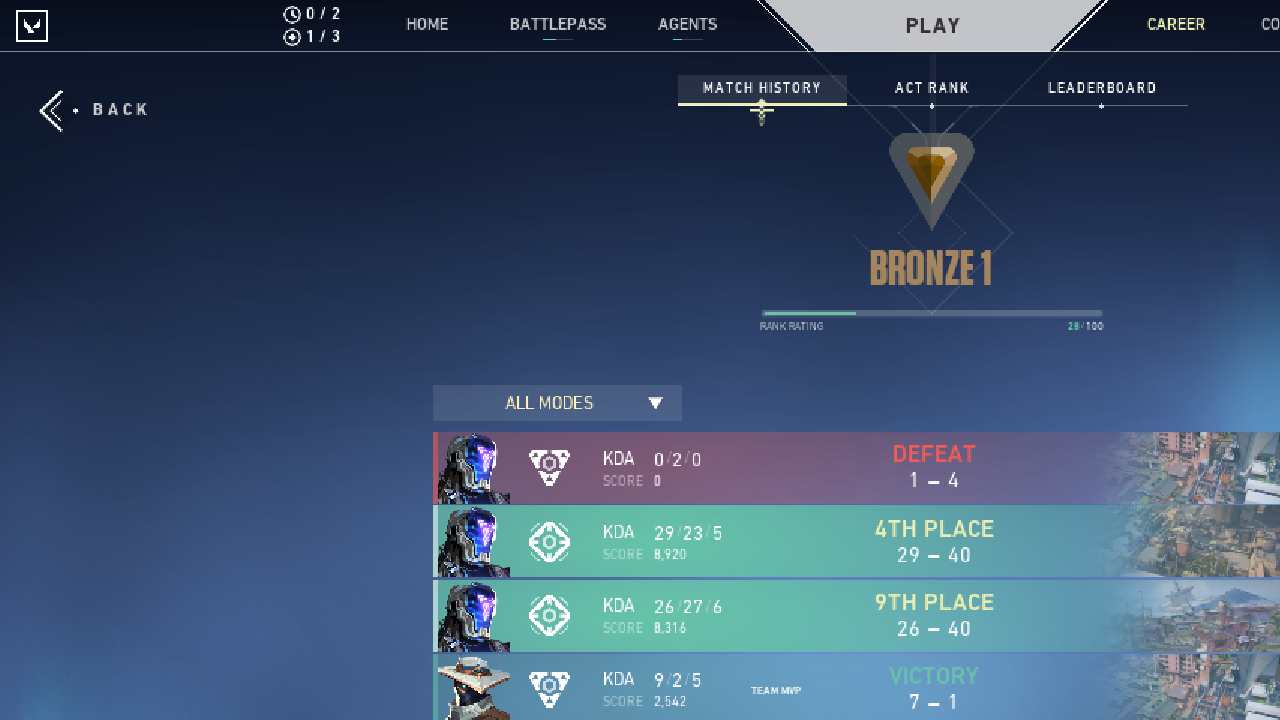 0 / 2
1 / 3
HOME
BATTLEPASS
AGENTS
PLAY
CAREER
CO
BACK
MATCH HISTORY
ACT RANK
LEADERBOARD
BRONZE 1
RANK RATING
28/100
ALL MODES
KDA 0/2/0
SCORE 0
DEFEAT
1 – 4
KDA 29/23/5
SCORE 8,920
4TH PLACE
29 – 40
KDA 26/27/6
SCORE 8,316
9TH PLACE
26 – 40
KDA 9/2/5
SCORE 2,542
TEAM MVP
VICTORY
7 – 1